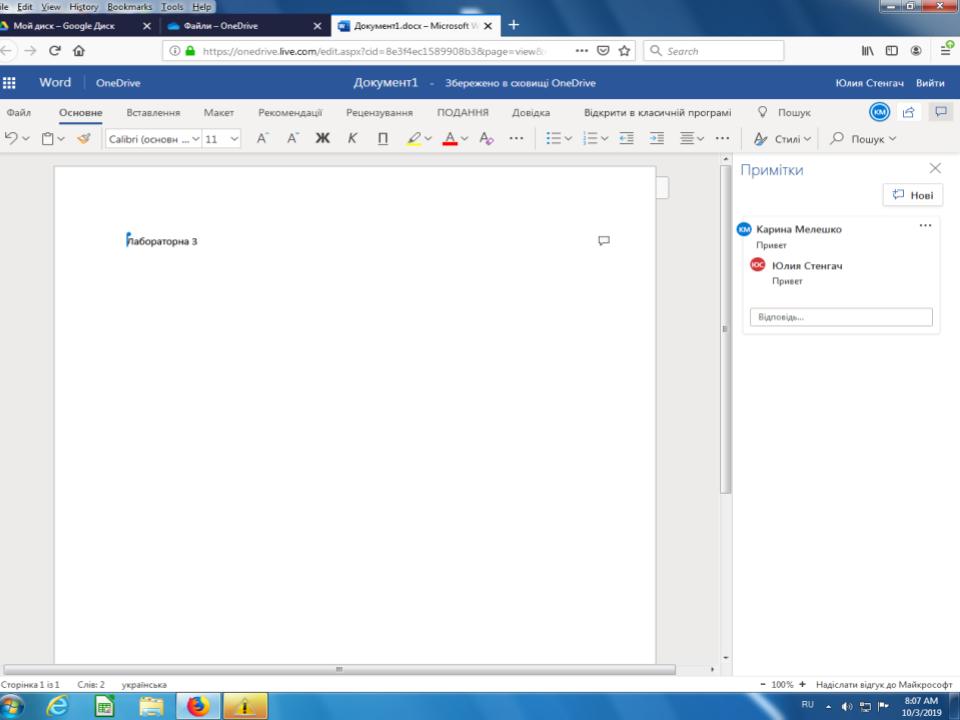 ile Edit View History Bookmarks Tools Help
Мой диск – Google Диск
Файли – OneDrive
Документ1.docx – Microsoft W
https://onedrive.live.com/edit.aspx?cid=8e3f4ec1589908b3&page=view&
Search
Word OneDrive
Документ1 - Збережено в сховищі OneDrive
Юлия Стенгач Вийти
Файл Основне Вставлення Макет Рекомендації Рецензування ПОДАННЯ Довідка Відкрити в класичній програмі Пошук КМ
Calibri (основн ... 11 Ж К П Стилі Пошук
Примітки
Нові
Лабораторна 3
КМ Карина Мелешко
Привет
ЮС Юлия Стенгач
Привет
Відповідь...
Сторінка 1 із 1 Слів: 2 українська
- 100% + Надіслати відгук до Майкрософт
RU 8:07 AM
10/3/2019